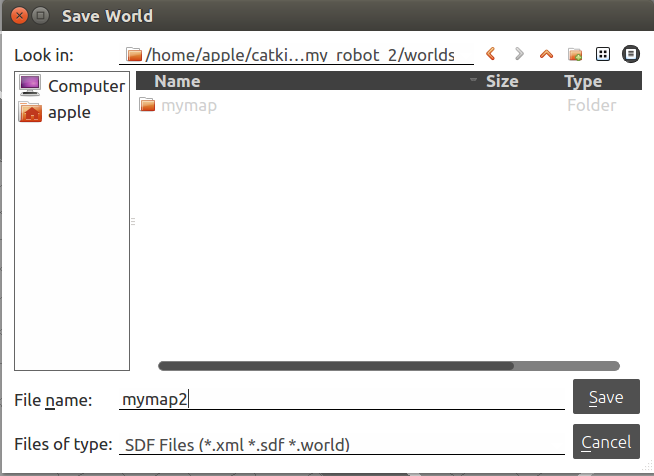 Save World
Look in: /home/apple/catki...my_robot_2/worlds
Computer
apple
Name Size Type
mymap Folder
File name: mymap2 Save
Files of type: SDF Files (*.xml *.sdf *.world) Cancel